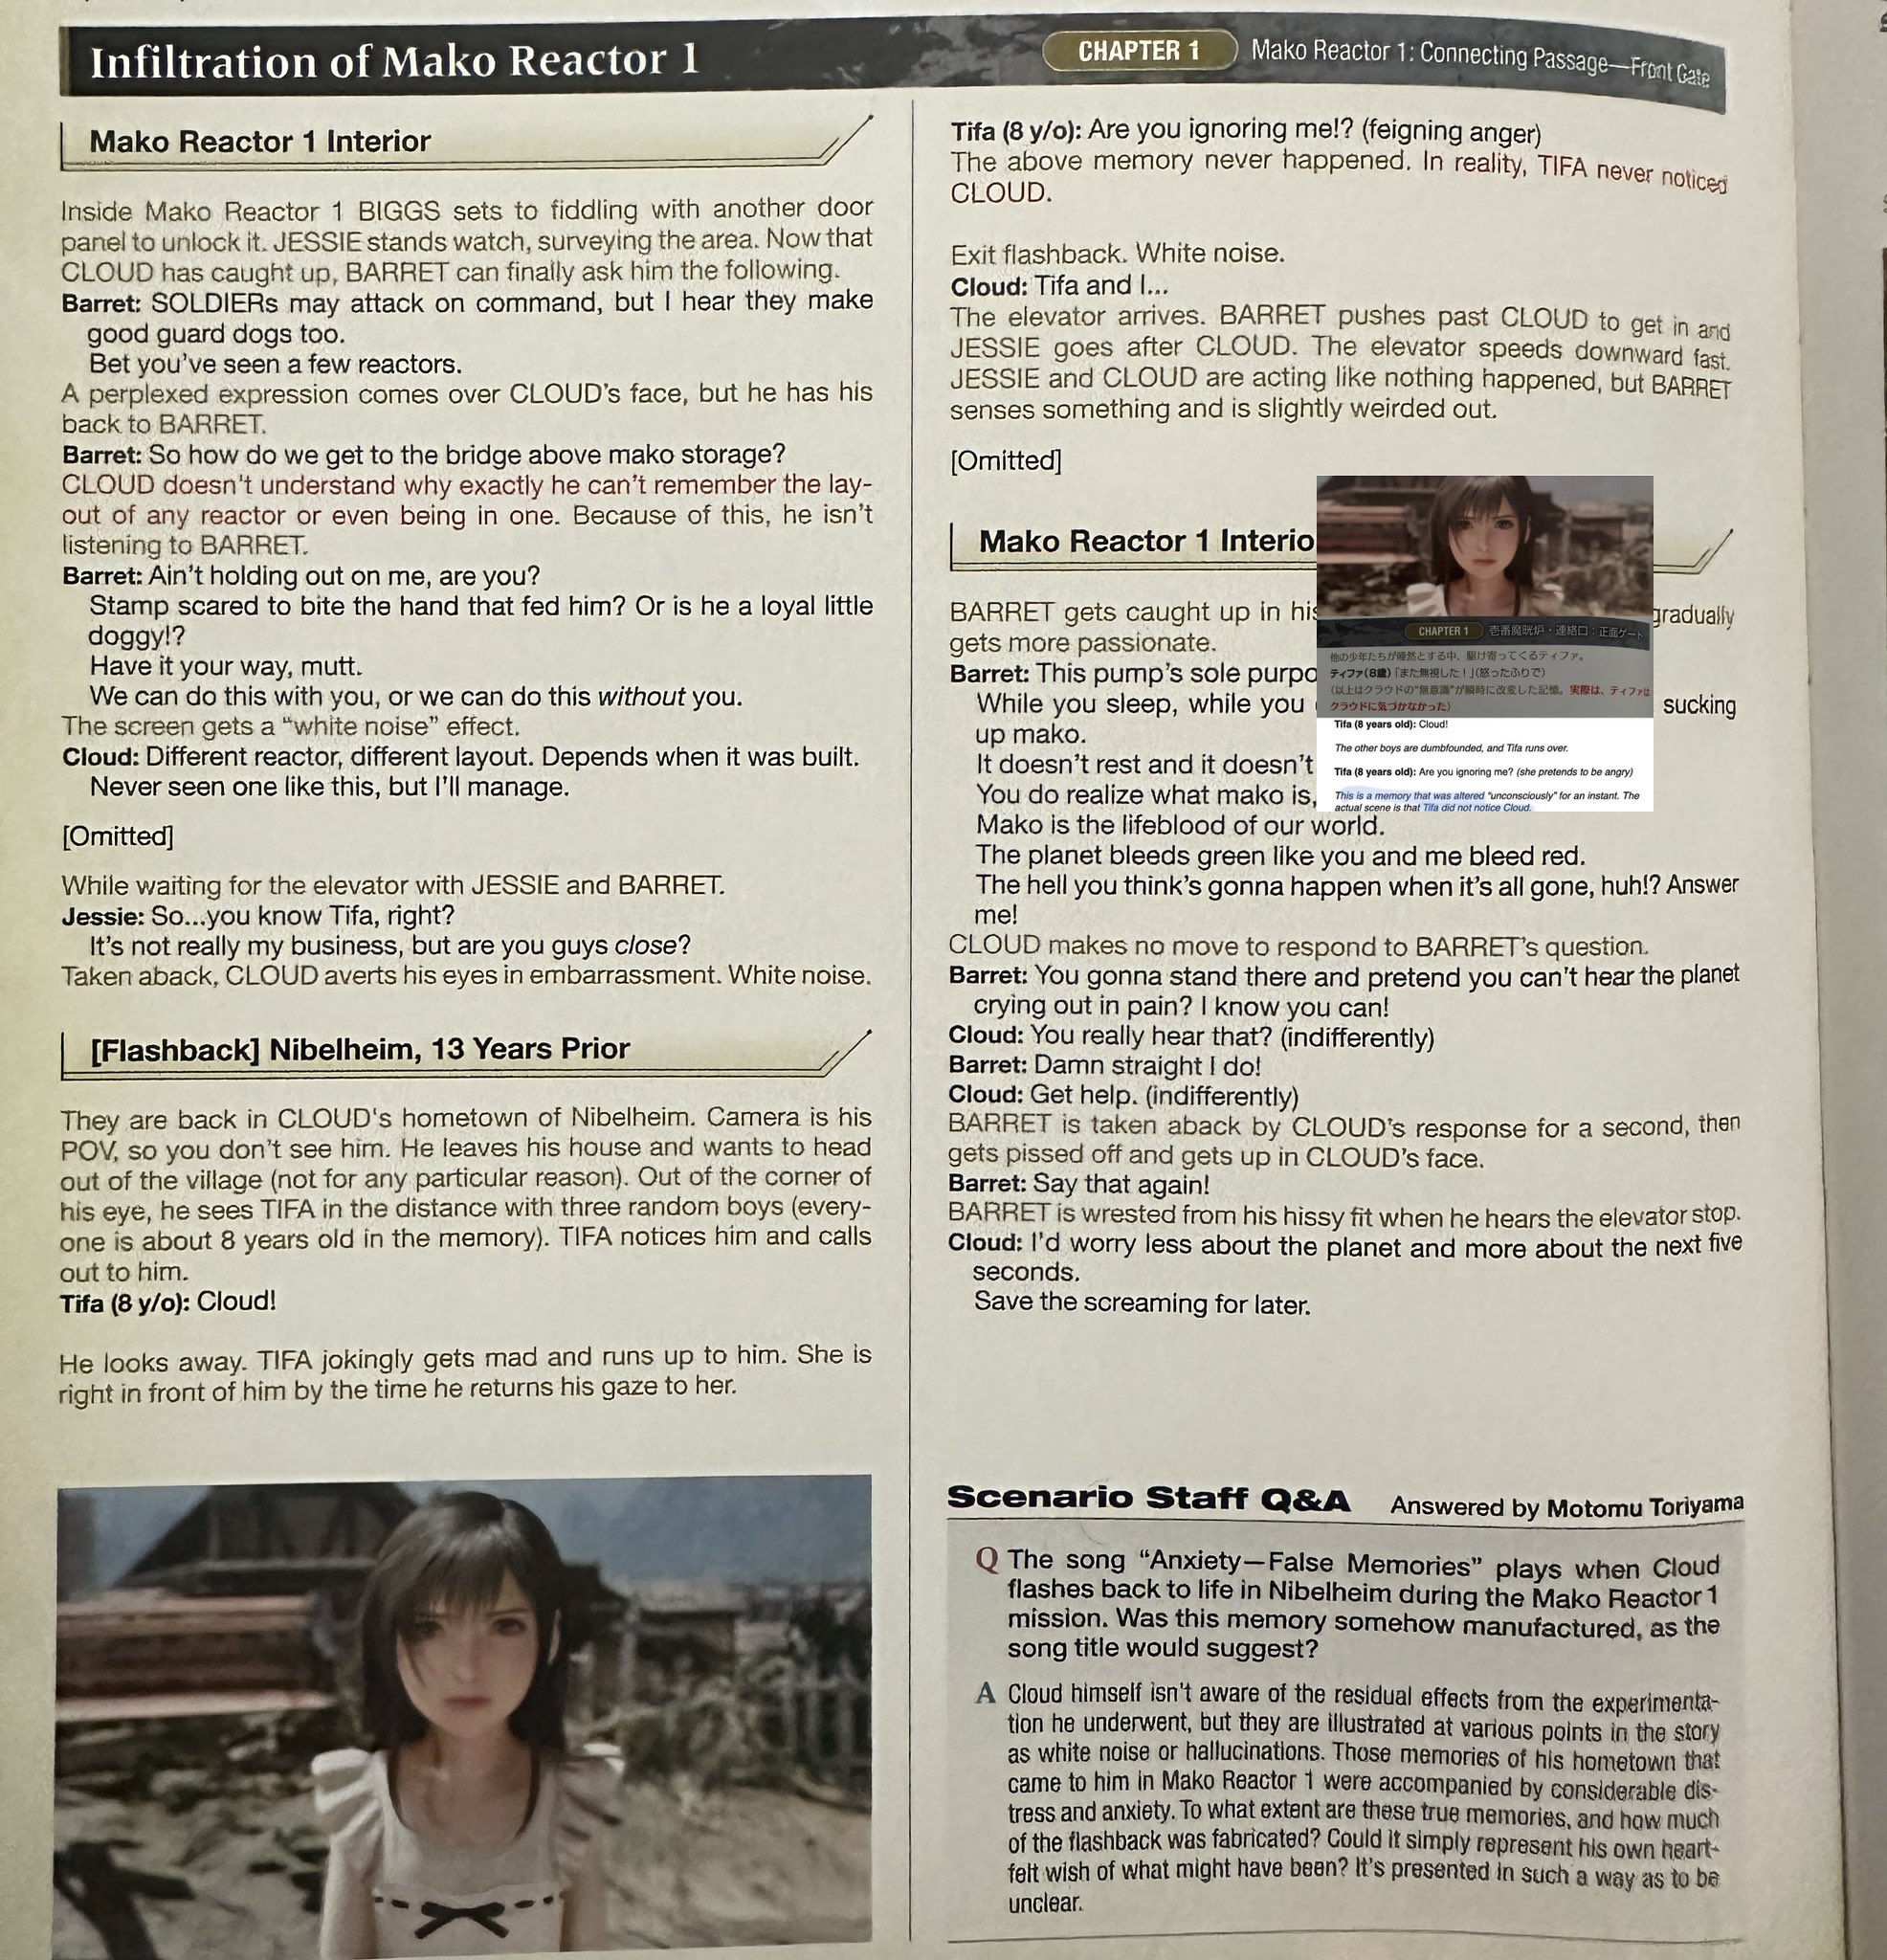 Infiltration of Mako Reactor 1
CHAPTER 1
Mako Reactor 1: Connecting Passage—Front Gate
Mako Reactor 1 Interior
Inside Mako Reactor 1 BIGGS sets to fiddling with another door
panel to unlock it. JESSIE stands watch, surveying the area. Now that
CLOUD has caught up, BARRET can finally ask him the following.
Barret: SOLDIERs may attack on command, but I hear they make
good guard dogs too.
Bet you've seen a few reactors.
A perplexed expression comes over CLOUD's face, but he has his
back to BARRET.
Barret: So how do we get to the bridge above mako storage?
CLOUD doesn't understand why exactly he can't remember the lay-
out of any reactor or even being in one. Because of this, he isn't
listening to BARRET.
Barret: Ain't holding out on me, are you?
Stamp scared to bite the hand that fed him? Or is he a loyal little
doggy!?
Have it your way, mutt.
We can do this with you, or we can do this without you.
The screen gets a “white noise” effect.
Cloud: Different reactor, different layout. Depends when it was built.
Never seen one like this, but I'll manage.
[Omitted]
While waiting for the elevator with JESSIE and BARRET.
Jessie: So...you know Tifa, right?
It's not really my business, but are you guys close?
Taken aback, CLOUD averts his eyes in embarrassment. White noise.
[Flashback] Nibelheim, 13 Years Prior
They are back in CLOUD's hometown of Nibelheim. Camera is his
POV, so you don't see him. He leaves his house and wants to head
out of the village (not for any particular reason). Out of the corner of
his eye, he sees TIFA in the distance with three random boys (every-
one is about 8 years old in the memory). TIFA notices him and calls
out to him.
Tifa (8 y/o): Cloud!
He looks away. TIFA jokingly gets mad and runs up to him. She is
right in front of him by the time he returns his gaze to her.
Tifa (8 y/o): Are you ignoring me!? (feigning anger)
The above memory never happened. In reality, TIFA never noticed
CLOUD.
Exit flashback. White noise.
Cloud: Tifa and I...
The elevator arrives. BARRET pushes past CLOUD to get in and
JESSIE goes after CLOUD. The elevator speeds downward fast.
JESSIE and CLOUD are acting like nothing happened, but BARRET
senses something and is slightly weirded out.
[Omitted]
Mako Reactor 1 Interio
BARRET gets caught up in his gradually
gets more passionate.
Barret: This pump's sole purpo
While you sleep, while you sucking
up mako.
It doesn't rest and it doesn't
You do realize what mako is,
Mako is the lifeblood of our world.
The planet bleeds green like you and me bleed red.
The hell you think's gonna happen when it's all gone, huh!? Answer
me!
CLOUD makes no move to respond to BARRET's question.
Barret: You gonna stand there and pretend you can't hear the planet
crying out in pain? I know you can!
Cloud: You really hear that? (indifferently)
Barret: Damn straight I do!
Cloud: Get help. (indifferently)
BARRET is taken aback by CLOUD's response for a second, then
gets pissed off and gets up in CLOUD's face.
Barret: Say that again!
BARRET is wrested from his hissy fit when he hears the elevator stop.
Cloud: I'd worry less about the planet and more about the next five
seconds.
Save the screaming for later.
CHAPTER 1 壱番魔晄炉・連絡口：正面ゲート
他の少年たちが唖然とする中、駆け寄ってくるティファ。
ティファ(8歳)「また無視した！」(怒ったふりで)
(以上はクラウドの“無意識”が瞬時に改変した記憶。実際は、ティファは
クラウドに気づかなかった)
Tifa (8 years old): Cloud!
The other boys are dumbfounded, and Tifa runs over.
Tifa (8 years old): Are you ignoring me? (she pretends to be angry)
This is a memory that was altered “unconsciously” for an instant. The
actual scene is that Tifa did not notice Cloud.
Scenario Staff Q&A
Answered by Motomu Toriyama
Q The song “Anxiety—False Memories” plays when Cloud
flashes back to life in Nibelheim during the Mako Reactor 1
mission. Was this memory somehow manufactured, as the
song title would suggest?
A Cloud himself isn't aware of the residual effects from the experimenta-
tion he underwent, but they are illustrated at various points in the story
as white noise or hallucinations. Those memories of his hometown that
came to him in Mako Reactor 1 were accompanied by considerable dis-
tress and anxiety. To what extent are these true memories, and how much
of the flashback was fabricated? Could it simply represent his own heart-
felt wish of what might have been? It's presented in such a way as to be
unclear.